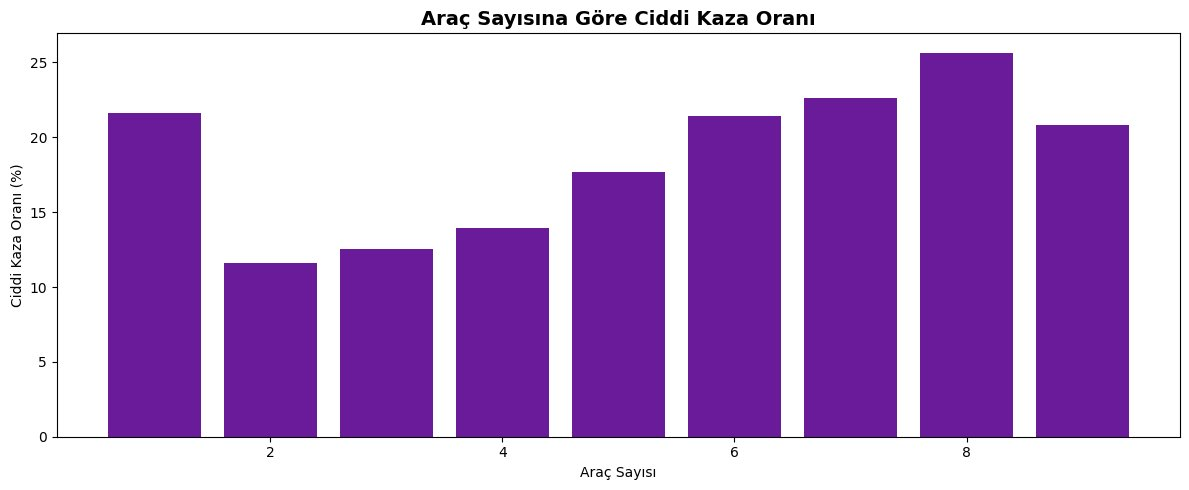 Araç Sayısına Göre Ciddi Kaza Oranı
Ciddi Kaza Oranı (%)
25
20
15
10
5
0
2 4 6 8
Araç Sayısı